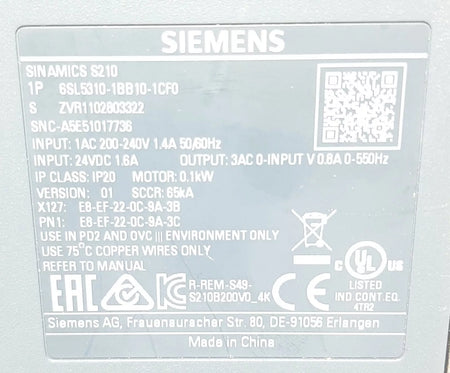 SIEMENS
SINAMICS S210
1P 6SL5310-1BB10-1CF0
S ZVR1102803322
SNC-A5E51017736
INPUT: 1AC 200-240V 1.4A 50/60Hz
INPUT: 24VDC 1.6A OUTPUT: 3AC 0-INPUT V 0.8A 0-550Hz
IP CLASS: IP20 MOTOR: 0.1kW
VERSION: 01 SCCR: 65kA
X127: E8-EF-22-0C-9A-3B
PN1: E8-EF-22-0C-9A-3C
USE IN PD2 AND OVC III ENVIRONMENT ONLY
USE 75°C COPPER WIRES ONLY
REFER TO MANUAL
EAC
R-REM-S49-
S210B200V0_4K
CE
C UL US
LISTED
IND.CONT.EQ.
4TR2
Siemens AG, Frauenauracher Str. 80, DE-91056 Erlangen
Made in China